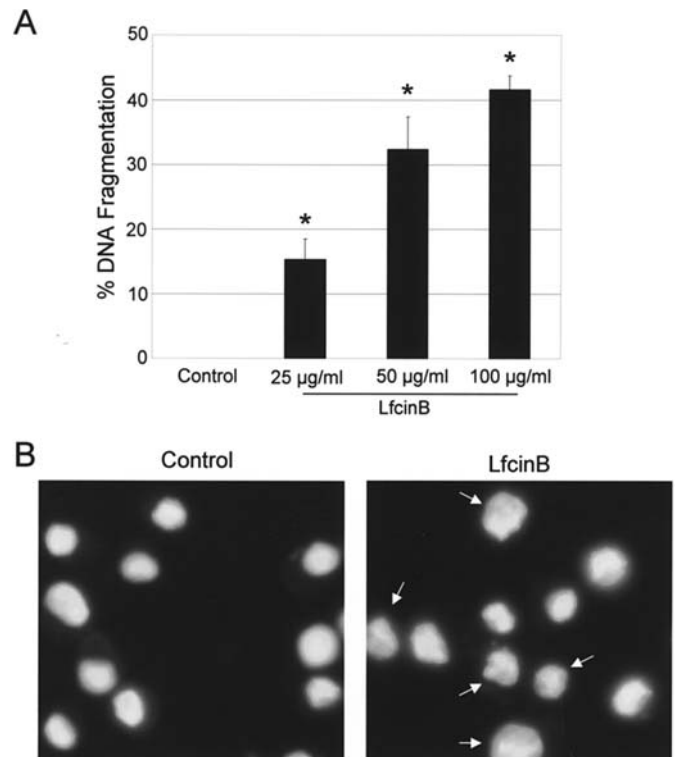 A
50
40
30
20
10
0
% DNA Fragmentation
*
*
*
Control 25 µg/ml 50 µg/ml 100 µg/ml
LfcinB
B
Control LfcinB